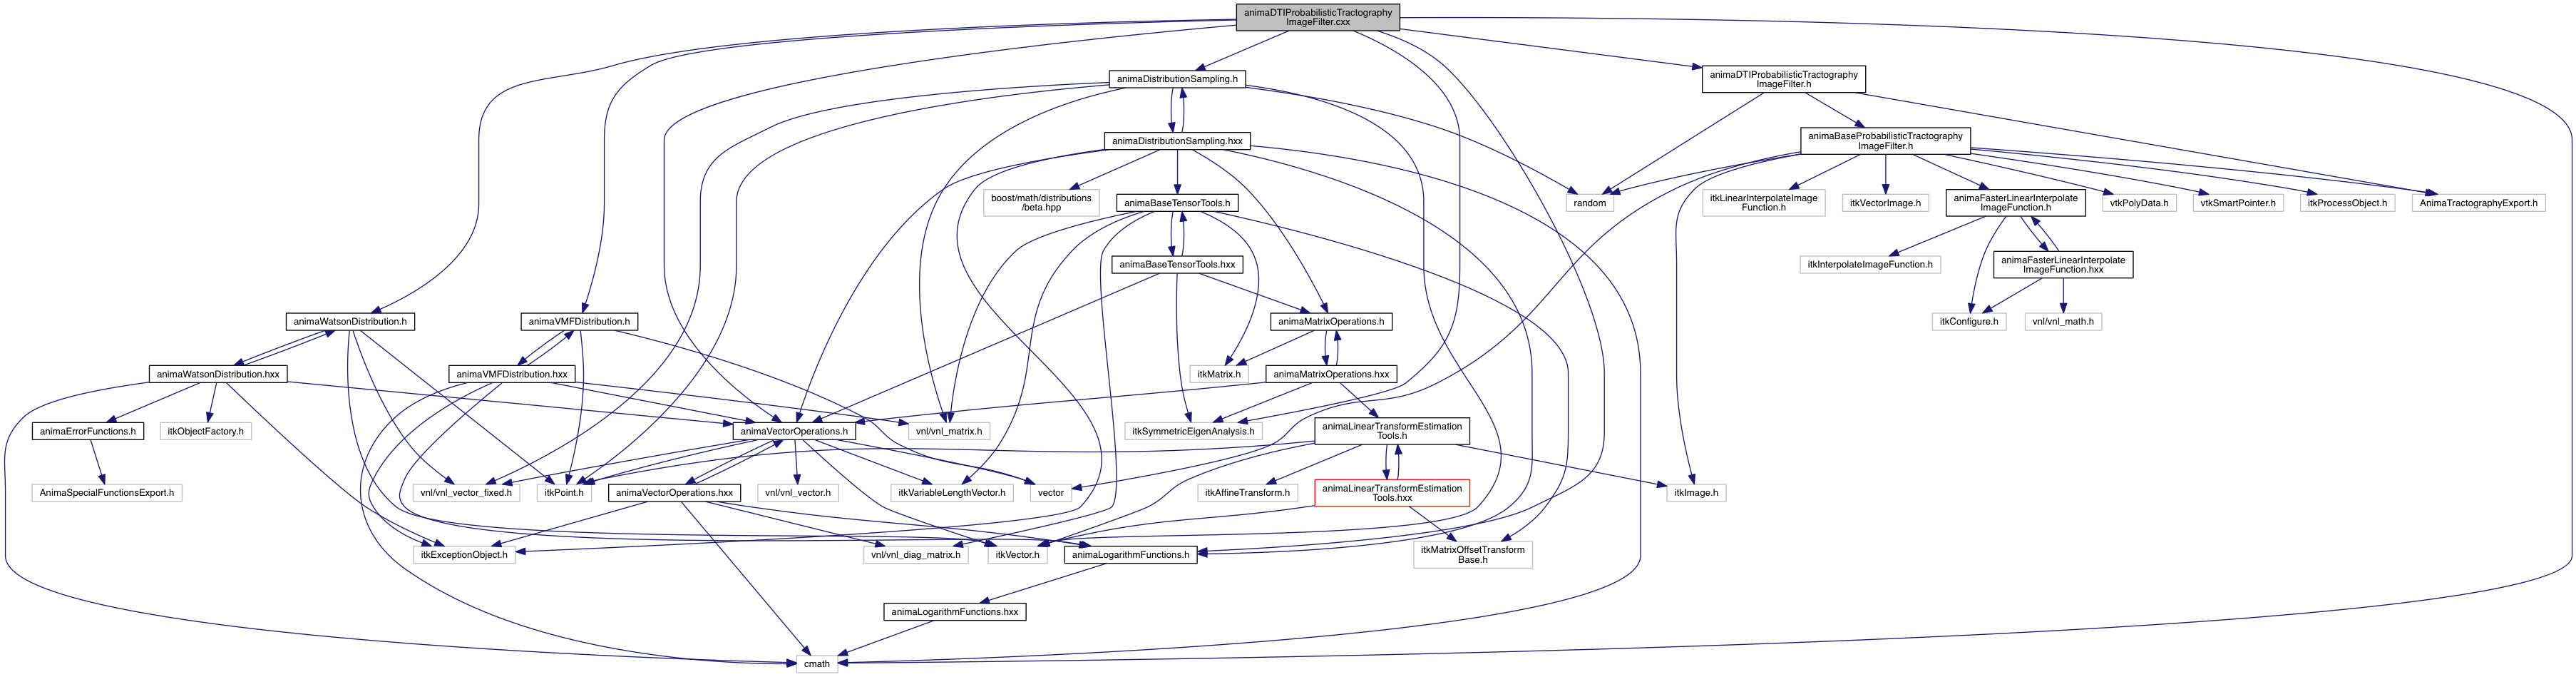 animaDTIProbabilisticTractography
ImageFilter.cxx
animaDistributionSampling.h
animaDTIProbabilisticTractography
ImageFilter.h
animaDistributionSampling.hxx
animaBaseProbabilisticTractography
ImageFilter.h
boost/math/distributions
/beta.hpp
animaBaseTensorTools.h
random
itkLinearInterpolateImage
Function.h
itkVectorImage.h
animaFasterLinearInterpolate
ImageFunction.h
vtkPolyData.h
vtkSmartPointer.h
itkProcessObject.h
AnimaTractographyExport.h
animaBaseTensorTools.hxx
itkInterpolateImageFunction.h
animaFasterLinearInterpolate
ImageFunction.hxx
animaWatsonDistribution.h
animaVMFDistribution.h
animaMatrixOperations.h
itkConfigure.h
vnl/vnl_math.h
animaWatsonDistribution.hxx
animaVMFDistribution.hxx
itkMatrix.h
animaMatrixOperations.hxx
animaErrorFunctions.h
itkObjectFactory.h
animaVectorOperations.h
vnl/vnl_matrix.h
itkSymmetricEigenAnalysis.h
animaLinearTransformEstimation
Tools.h
AnimaSpecialFunctionsExport.h
vnl/vnl_vector_fixed.h
itkPoint.h
animaVectorOperations.hxx
vnl/vnl_vector.h
itkVariableLengthVector.h
vector
itkAffineTransform.h
animaLinearTransformEstimation
Tools.hxx
itkImage.h
itkExceptionObject.h
vnl/vnl_diag_matrix.h
itkVector.h
animaLogarithmFunctions.h
itkMatrixOffsetTransform
Base.h
animaLogarithmFunctions.hxx
cmath